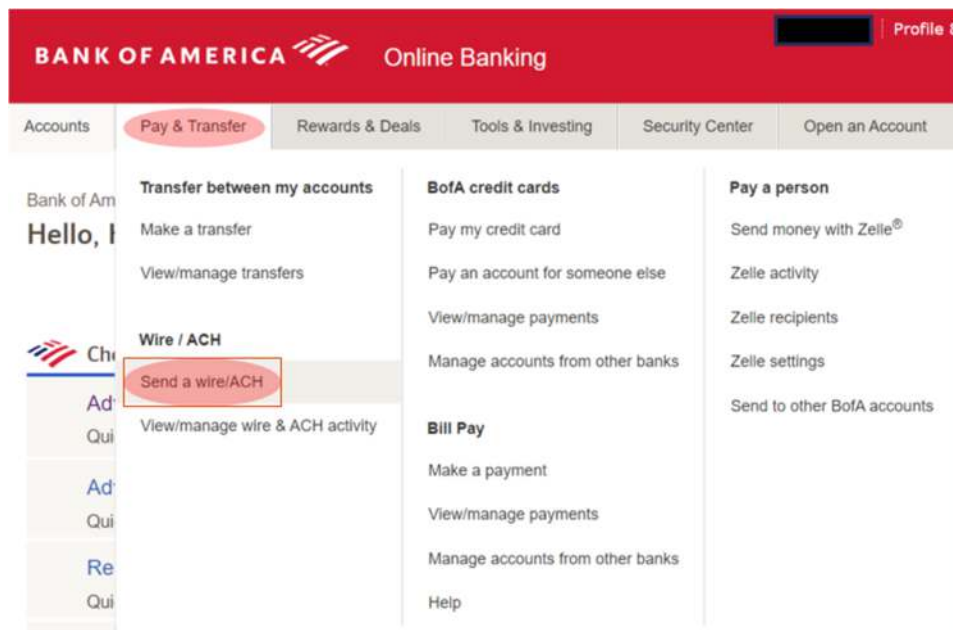 Profile &
BANK OF AMERICA Online Banking
Accounts Pay & Transfer Rewards & Deals Tools & Investing Security Center Open an Account
Bank of Am
Hello,
Transfer between my accounts
Make a transfer
View/manage transfers
Wire / ACH
Send a wire/ACH
View/manage wire & ACH activity
BofA credit cards
Pay my credit card
Pay an account for someone else
View/manage payments
Manage accounts from other banks
Bill Pay
Make a payment
View/manage payments
Manage accounts from other banks
Help
Pay a person
Send money with Zelle®
Zelle activity
Zelle recipients
Zelle settings
Send to other BofA accounts
Che
Ad
Qui
Ad
Qui
Re
Qui